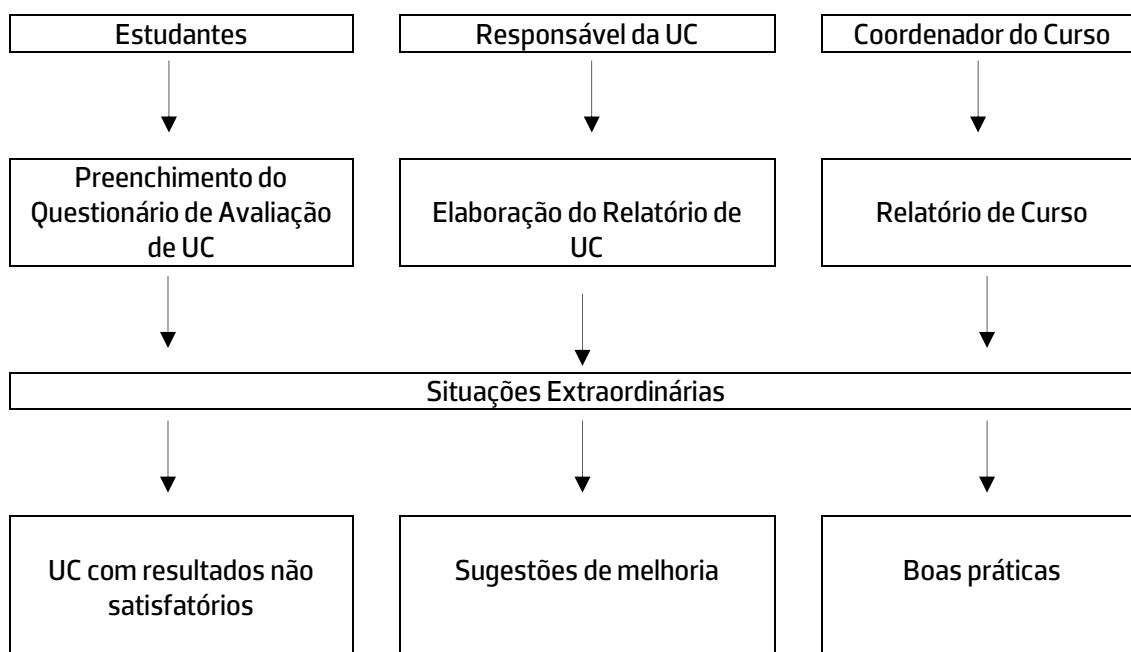 Estudantes
Responsável da UC
Coordenador do Curso
Preenchimento do
Questionário de Avaliação
de UC
Elaboração do Relatório de
UC
Relatório de Curso
Situações Extraordinárias
UC com resultados não
satisfatórios
Sugestões de melhoria
Boas práticas